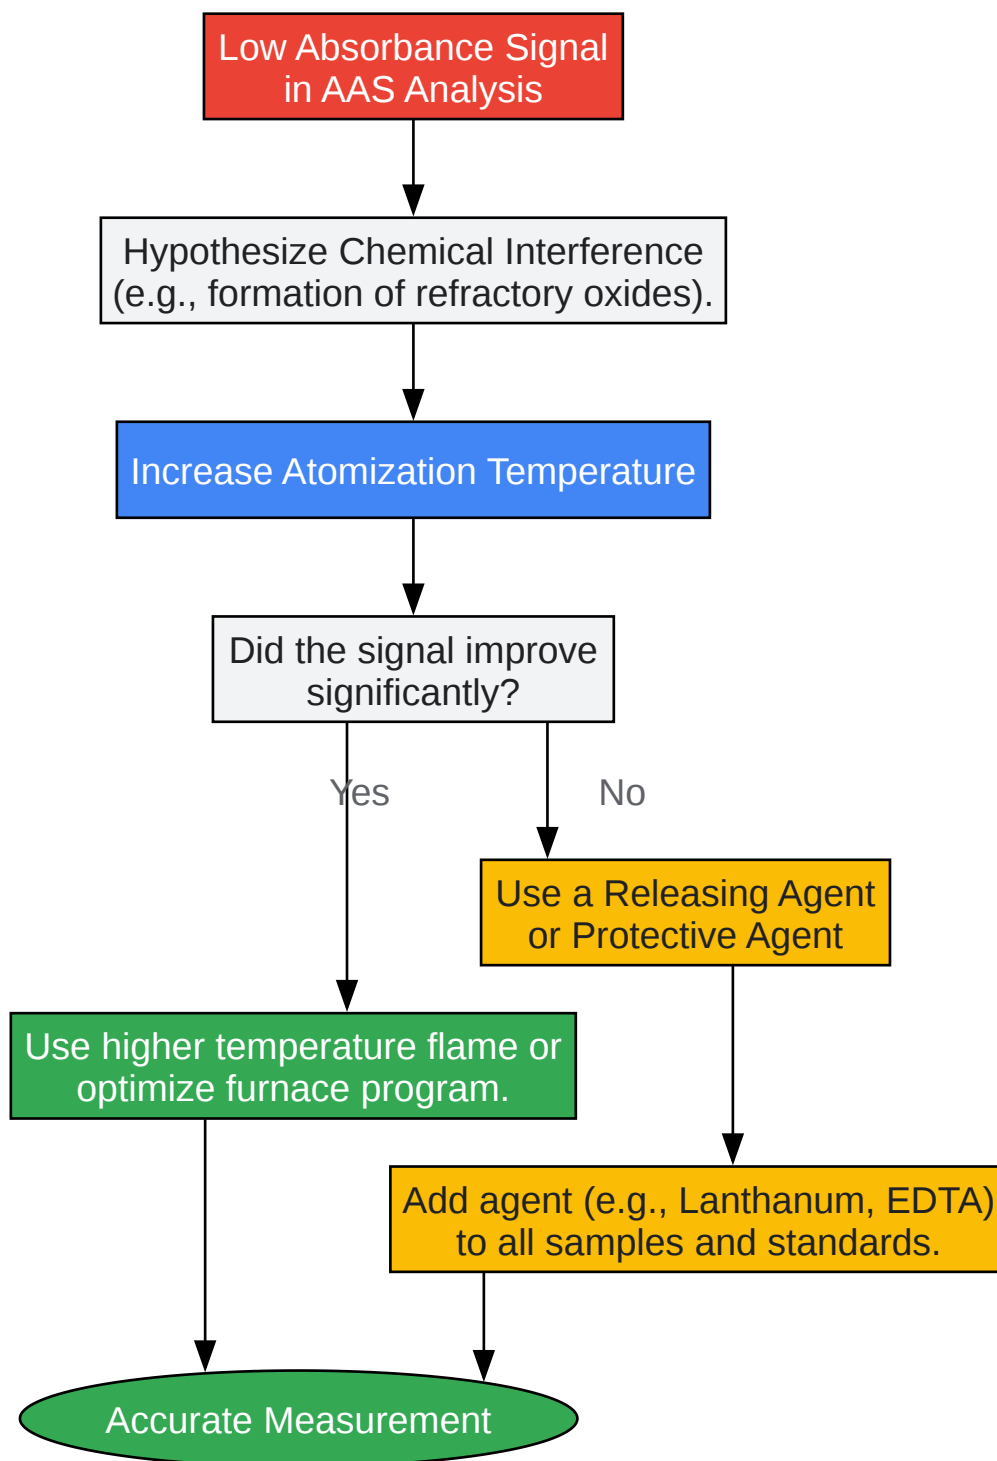 Low Absorbance Signal
in AAS Analysis
Hypothesize Chemical Interference
(e.g., formation of refractory oxides).
Increase Atomization Temperature
Did the signal improve
significantly?
Yes
No
Use a Releasing Agent
or Protective Agent
Use higher temperature flame or
optimize furnace program.
Add agent (e.g., Lanthanum, EDTA)
to all samples and standards.
Accurate Measurement